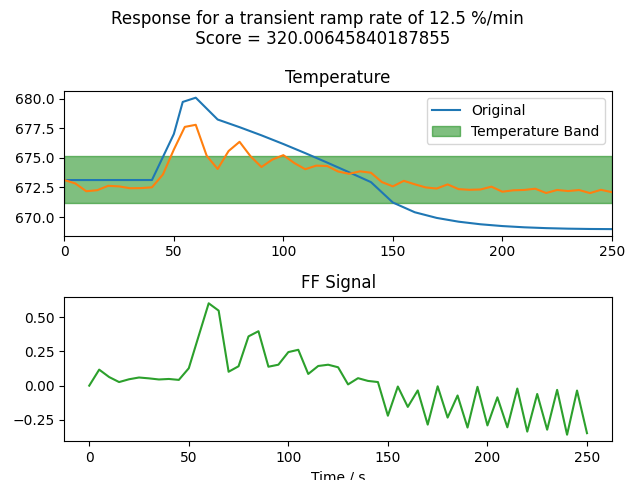 Response for a transient ramp rate of 12.5 %/min
Score = 320.00645840187855
Temperature
680.0
677.5
675.0
672.5
670.0
Original
Temperature Band
0 50 100 150 200 250
FF Signal
0.50
0.25
0.00
−0.25
0 50 100 150 200 250
Time / s